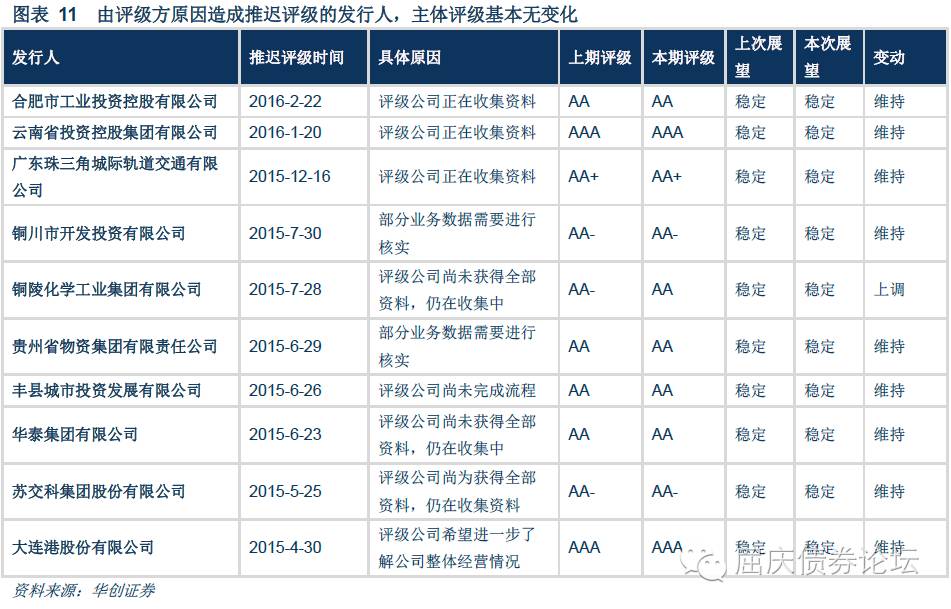 图表 11 由评级方原因造成推迟评级的发行人，主体评级基本无变化
发行人 推迟评级时间 具体原因 上期评级 本期评级 上次展望 本次展望 变动
合肥市工业投资控股有限公司 2016-2-22 评级公司正在收集资料 AA AA 稳定 稳定 维持
云南省投资控股集团有限公司 2016-1-20 评级公司正在收集资料 AAA AAA 稳定 稳定 维持
广东珠三角城际轨道交通有限
公司 2015-12-16 评级公司正在收集资料 AA+ AA+ 稳定 稳定 维持
铜川市开发投资有限公司 2015-7-30 部分业务数据需要进行
核实 AA- AA- 稳定 稳定 维持
铜陵化学工业集团有限公司 2015-7-28 评级公司尚未获得全部
资料，仍在收集中 AA- AA 稳定 稳定 上调
贵州省物资集团有限责任公司 2015-6-29 部分业务数据需要进行
核实 AA AA 稳定 稳定 维持
丰县城市投资发展有限公司 2015-6-26 评级公司尚未完成流程 AA AA 稳定 稳定 维持
华泰集团有限公司 2015-6-23 评级公司尚未获得全部
资料，仍在收集中 AA AA 稳定 稳定 维持
苏交科集团股份有限公司 2015-5-25 评级公司尚为获得全部
资料，仍在收集资料 AA- AA- 稳定 稳定 维持
大连港股份有限公司 2015-4-30 评级公司希望进一步了
解公司整体经营情况 AAA AAA 稳定 稳定 维持
屈庆债券论坛
资料来源：华创证券